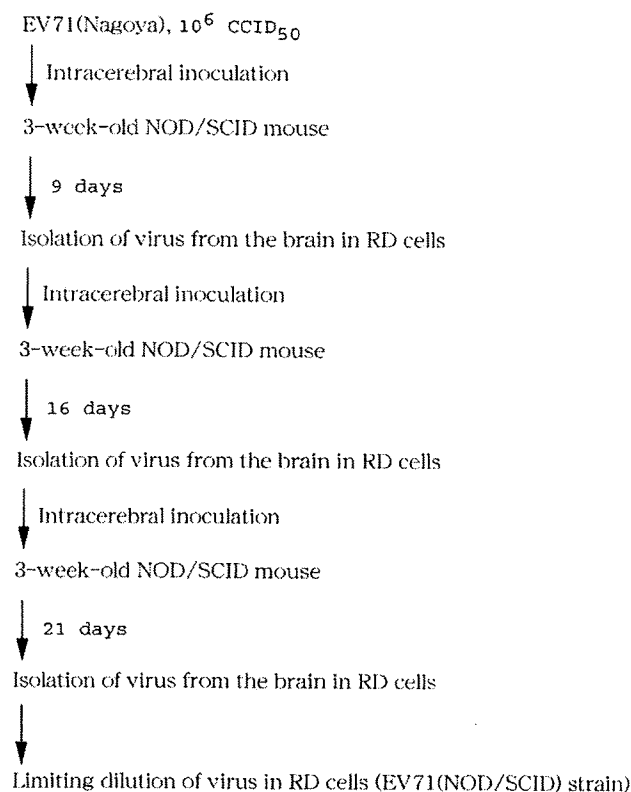 EV71(Nagoya), 10⁶ CCID₅₀
Intracerebral inoculation
3-week-old NOD/SCID mouse
9 days
Isolation of virus from the brain in RD cells
Intracerebral inoculation
3-week-old NOD/SCID mouse
16 days
Isolation of virus from the brain in RD cells
Intracerebral inoculation
3-week-old NOD/SCID mouse
21 days
Isolation of virus from the brain in RD cells
Limiting dilution of virus in RD cells (EV71(NOD/SCID) strain)